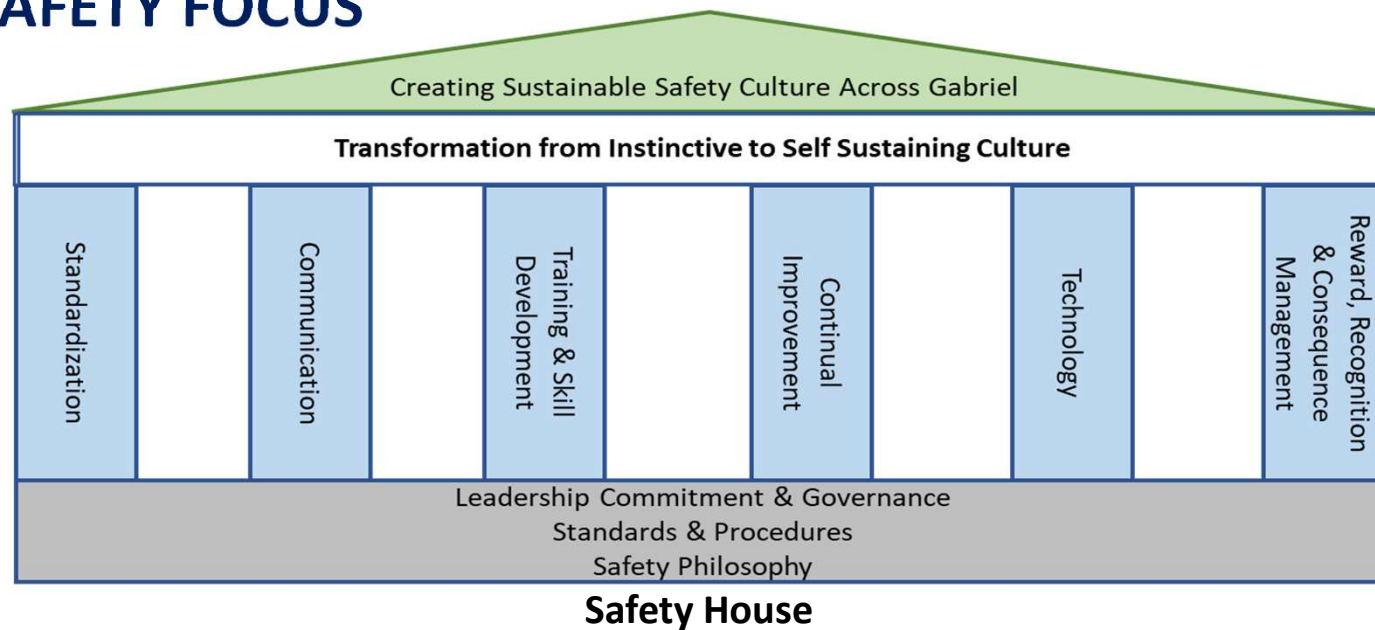 AFETY FOCUS
Creating Sustainable Safety Culture Across Gabriel
Transformation from Instinctive to Self Sustaining Culture
Standardization
Communication
Training & Skill
Development
Continual
Improvement
Technology
Reward, Recognition
& Consequence
Management
Leadership Commitment & Governance
Standards & Procedures
Safety Philosophy
Safety House